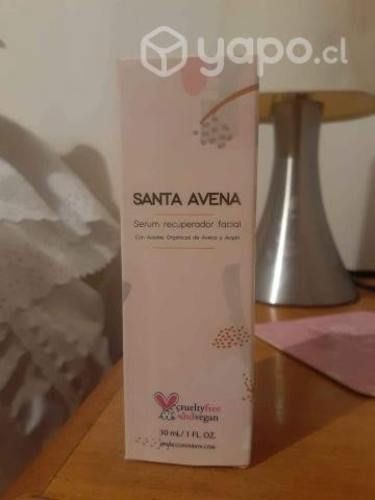 yapo.cl
SANTA AVENA
Serum recuperador facial
Con Aceites Orgánicos de Avena y Argán
crueltyfree
andvegan
30 mL/ 1 FL. OZ.